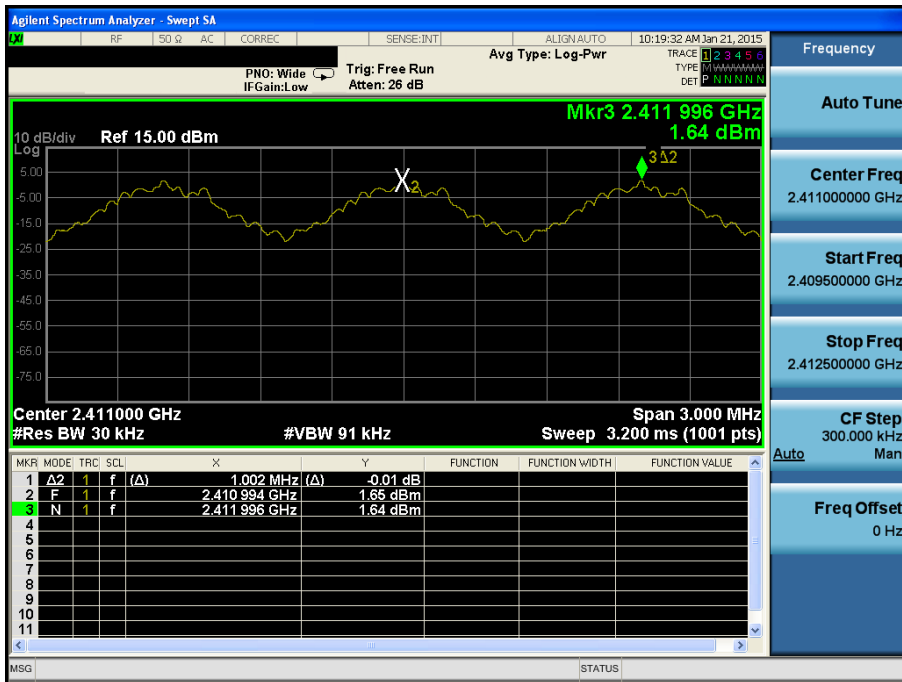 Agilent Spectrum Analyzer - Swept SA
LXI RF 50 Ω AC CORREC SENSE:INT ALIGN AUTO 10:19:32 AM Jan 21, 2015
Frequency
Avg Type: Log-Pwr
TRACE 1 2 3 4 5 6
PNO: Wide Trig: Free Run
TYPE M WWWWW
IFGain:Low Atten: 26 dB
DET P N N N N N
Auto Tune
Mkr3 2.411 996 GHz
1.64 dBm
10 dB/div Ref 15.00 dBm
Log
3 Δ2
5.00
2
-5.00
-15.0
-25.0
-35.0
-45.0
-55.0
-65.0
-75.0
Center Freq
2.411000000 GHz
Start Freq
2.409500000 GHz
Stop Freq
2.412500000 GHz
Center 2.411000 GHz Span 3.000 MHz
#Res BW 30 kHz #VBW 91 kHz Sweep 3.200 ms (1001 pts)
CF Step
300.000 kHz
Auto Man
Freq Offset
0 Hz
MKR MODE TRC SCL X Y FUNCTION FUNCTION WIDTH FUNCTION VALUE
1 Δ2 1 f (Δ) 1.002 MHz (Δ) -0.01 dB
2 F 1 f 2.410 994 GHz 1.65 dBm
3 N 1 f 2.411 996 GHz 1.64 dBm
4
5
6
7
8
9
10
11
MSG STATUS